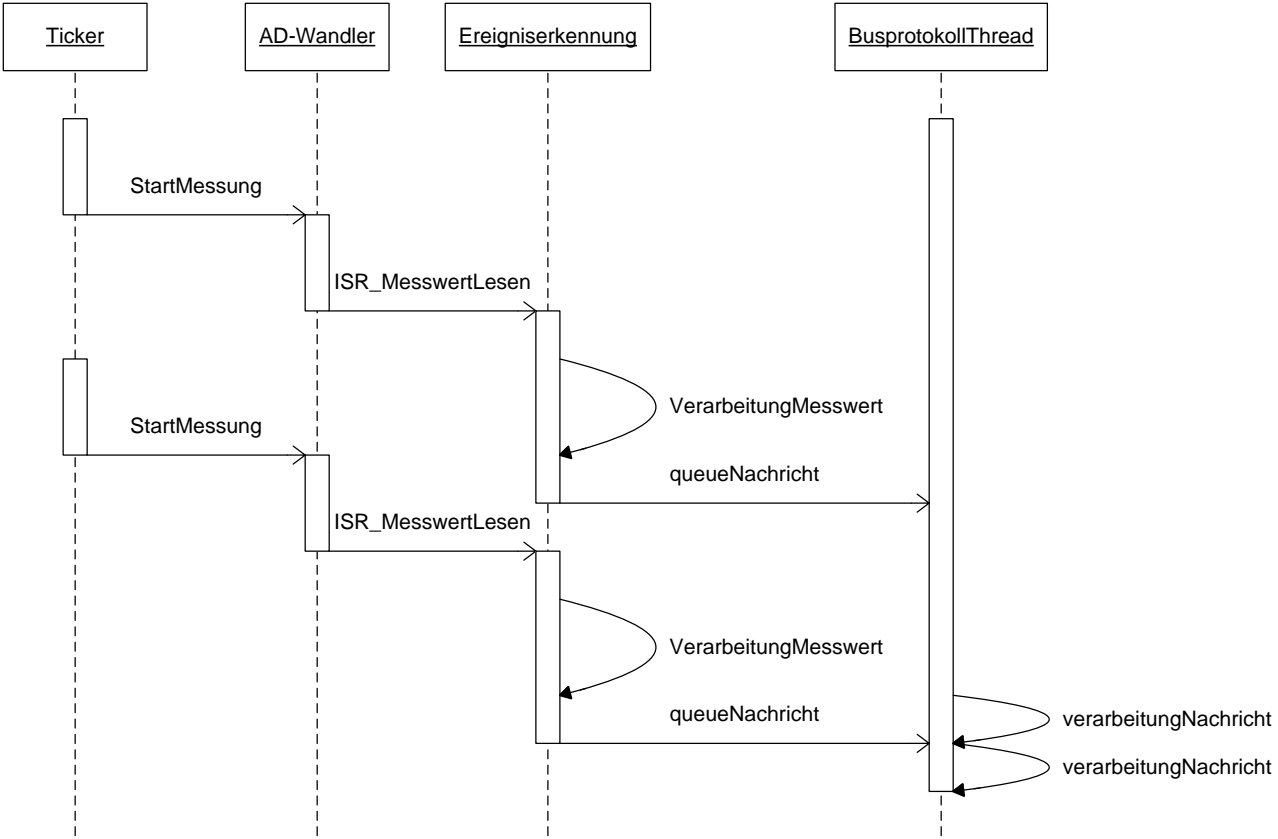 Ticker
AD-Wandler
Ereigniserkennung
BusprotokollThread
StartMessung
ISR_MesswertLesen
VerarbeitungMesswert
StartMessung
queueNachricht
ISR_MesswertLesen
VerarbeitungMesswert
queueNachricht
verarbeitungNachricht
verarbeitungNachricht